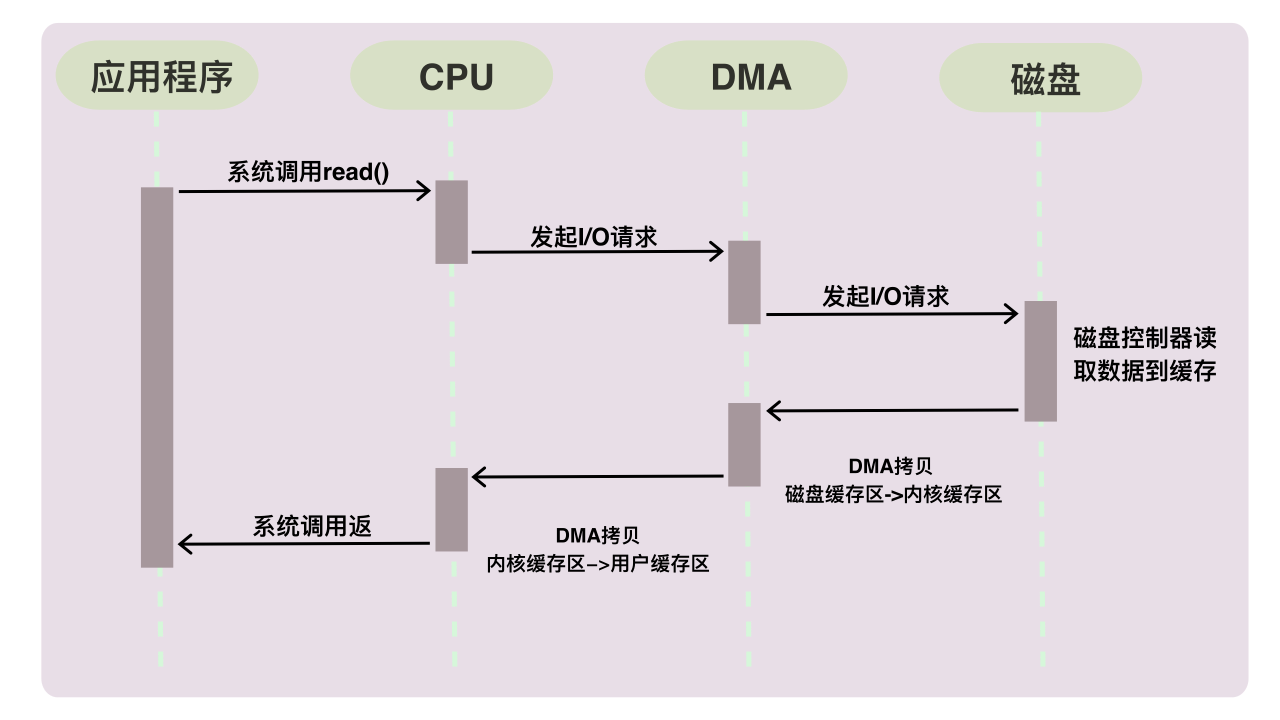 应用程序
CPU
DMA
磁盘
系统调用read()
发起I/O请求
发起I/O请求
磁盘控制器读
取数据到缓存
DMA拷贝
磁盘缓存区->内核缓存区
系统调用返
DMA拷贝
内核缓存区–>用户缓存区